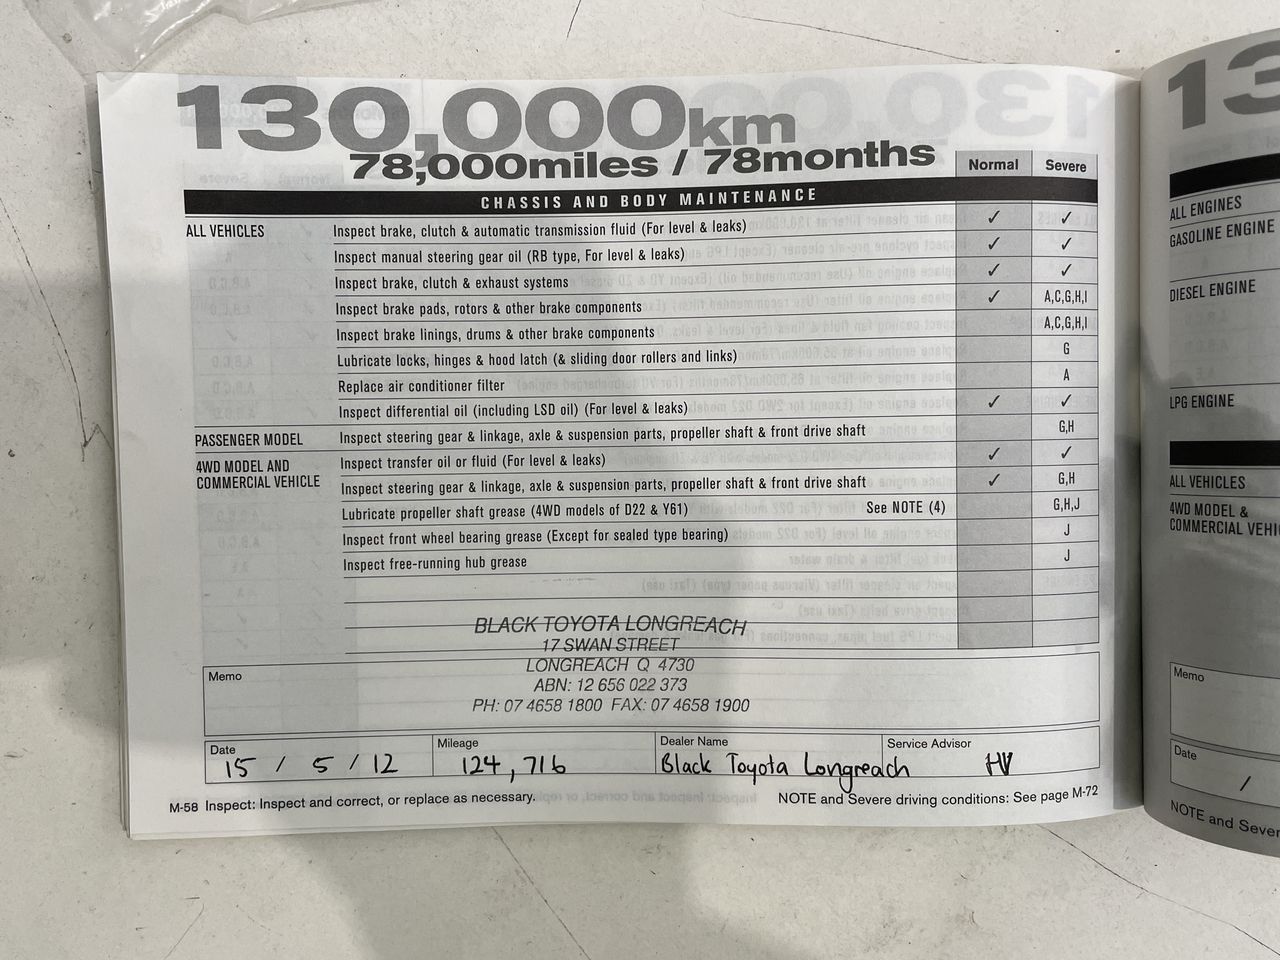 130,000km
78,000miles / 78months
Normal Severe
CHASSIS AND BODY MAINTENANCE
ALL VEHICLES Inspect brake, clutch & automatic transmission fluid (For level & leaks) ✓ ✓
Inspect manual steering gear oil (RB type, For level & leaks) ✓ ✓
Inspect brake, clutch & exhaust systems ✓ ✓
Inspect brake pads, rotors & other brake components ✓ A,C,G,H,I
Inspect brake linings, drums & other brake components A,C,G,H,I
Lubricate locks, hinges & hood latch (& sliding door rollers and links) G
Replace air conditioner filter A
Inspect differential oil (including LSD oil) (For level & leaks) ✓ ✓
PASSENGER MODEL Inspect steering gear & linkage, axle & suspension parts, propeller shaft & front drive shaft G,H
4WD MODEL AND Inspect transfer oil or fluid (For level & leaks) ✓ ✓
COMMERCIAL VEHICLE Inspect steering gear & linkage, axle & suspension parts, propeller shaft & front drive shaft ✓ G,H
Lubricate propeller shaft grease (4WD models of D22 & Y61) See NOTE (4) G,H,J
Inspect front wheel bearing grease (Except for sealed type bearing) J
Inspect free-running hub grease J
BLACK TOYOTA LONGREACH
17 SWAN STREET
LONGREACH Q 4730
ABN: 12 656 022 373
PH: 07 4658 1800 FAX: 07 4658 1900
Memo
Date Mileage Dealer Name Service Advisor
15 / 5 / 12 124,716 Black Toyota Longreach HV
M-58 Inspect: Inspect and correct, or replace as necessary. NOTE and Severe driving conditions: See page M-72
13
ALL ENGINES
GASOLINE ENGINE
DIESEL ENGINE
LPG ENGINE
ALL VEHICLES
4WD MODEL &
COMMERCIAL VEHI
Memo
Date
/
NOTE and Sever